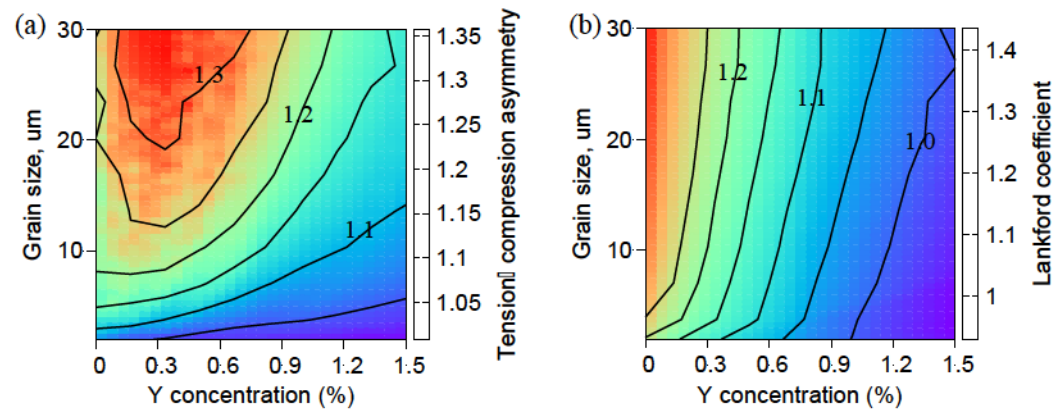 (a)
30
20
10
0 0.3 0.6 0.9 1:2 1:5
Grain size, um
Y concentration (%)
1.3
1.2
1.1
1.35
1.3
1.25
1.2
1.15
1.1
1.05
Tension▯ compression asymmetry
(b)
30
20
10
0 0.3 0.6 0.9 1:2 1:5
Grain size, um
Y concentration (%)
1.2
1.1
1.0
1.4
1.3
1.2
1.1
1
Lankford coefficient